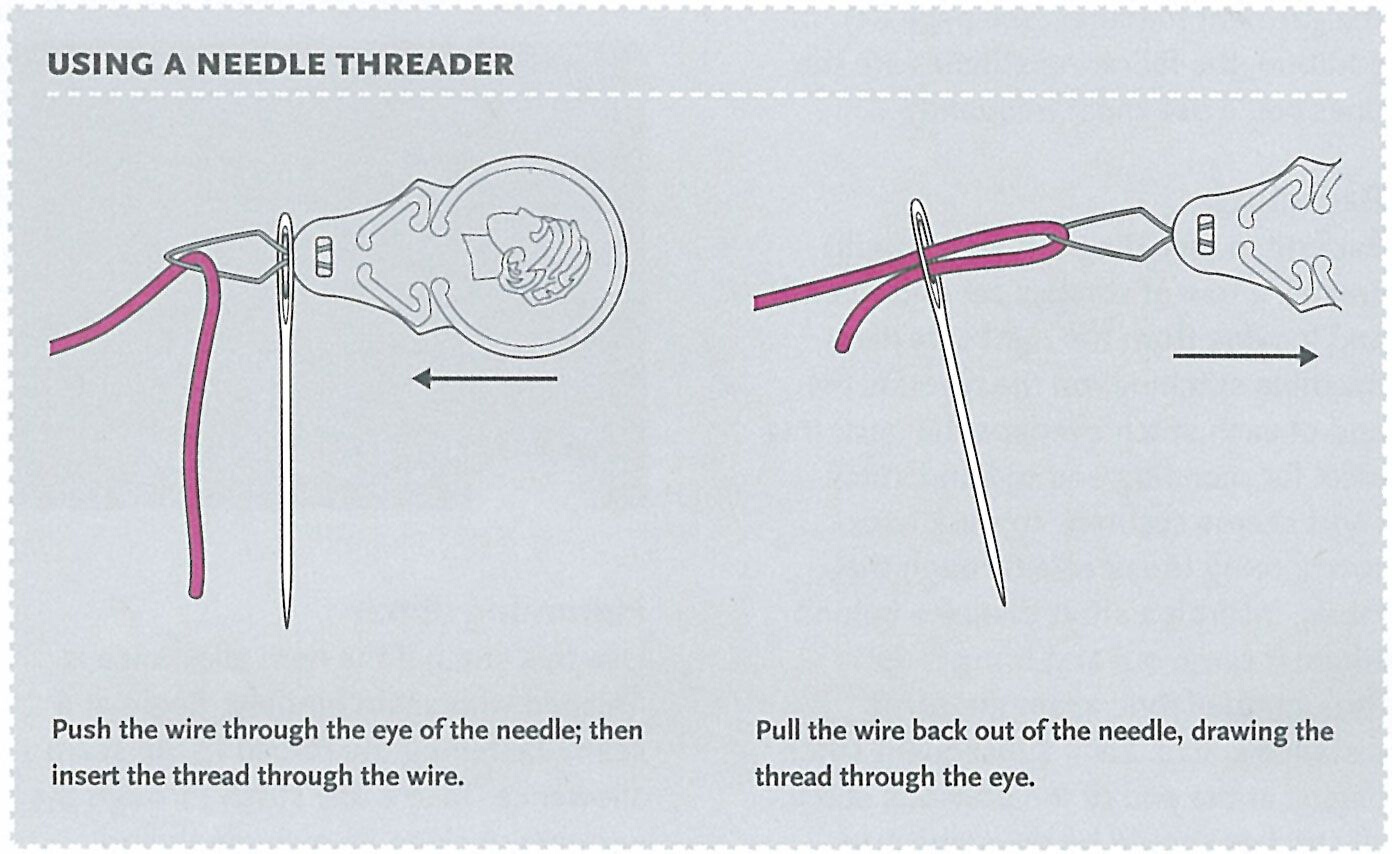 USING A NEEDLE THREADER
Push the wire through the eye of the needle; then
insert the thread through the wire.
Pull the wire back out of the needle, drawing the
thread through the eye.